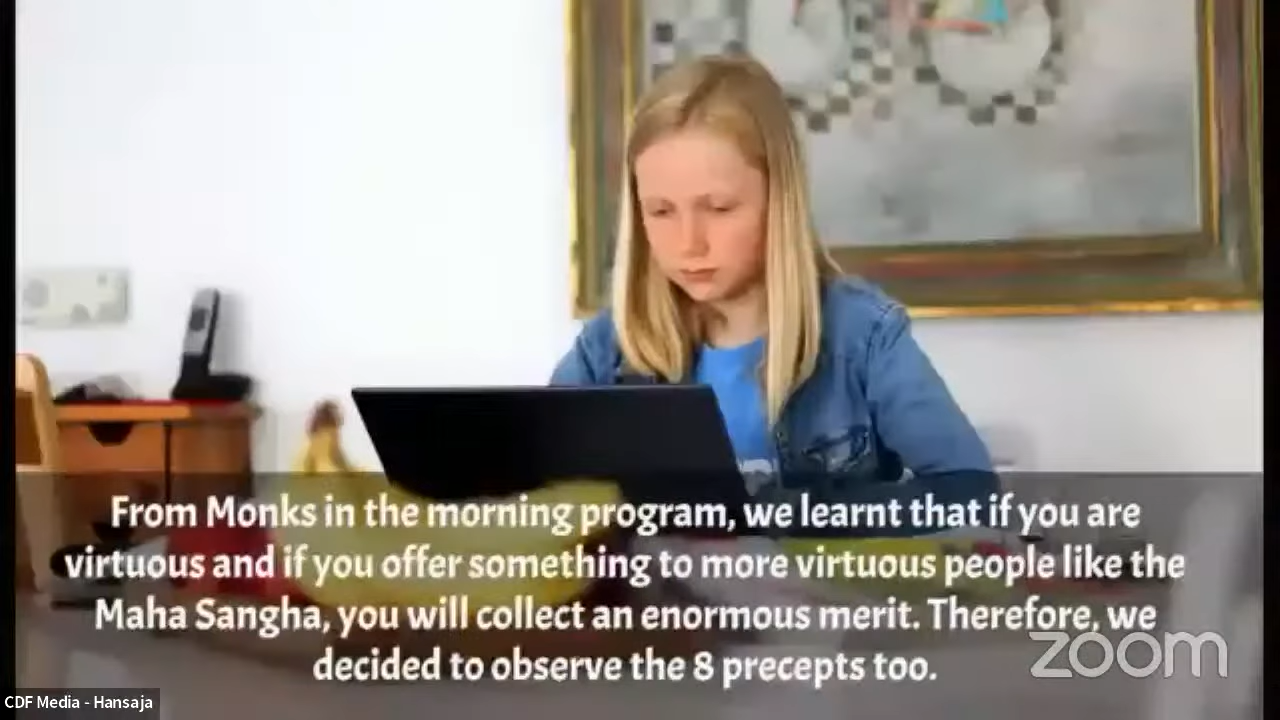 From Monks in the morning program, we learnt that if you are
virtuous and if you offer something to more virtuous people like the
Maha Sangha, you will collect an enormous merit. Therefore, we
decided to observe the 8 precepts too.
zoom
CDF Media - Hansaja